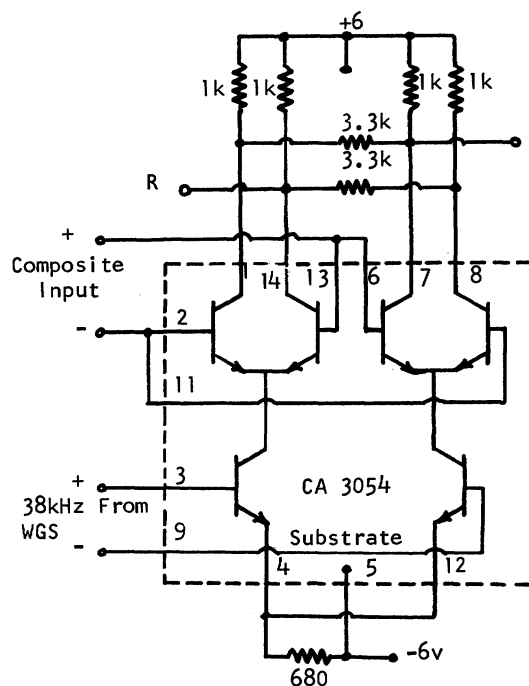 +6
1k
1k
1k
1k
3.3k
3.3k
R
+
Composite
Input
-
1
14
13
6
7
8
2
11
+
3
CA 3054
38kHz From
WGS
-
9
Substrate
4
5
12
680
-6v